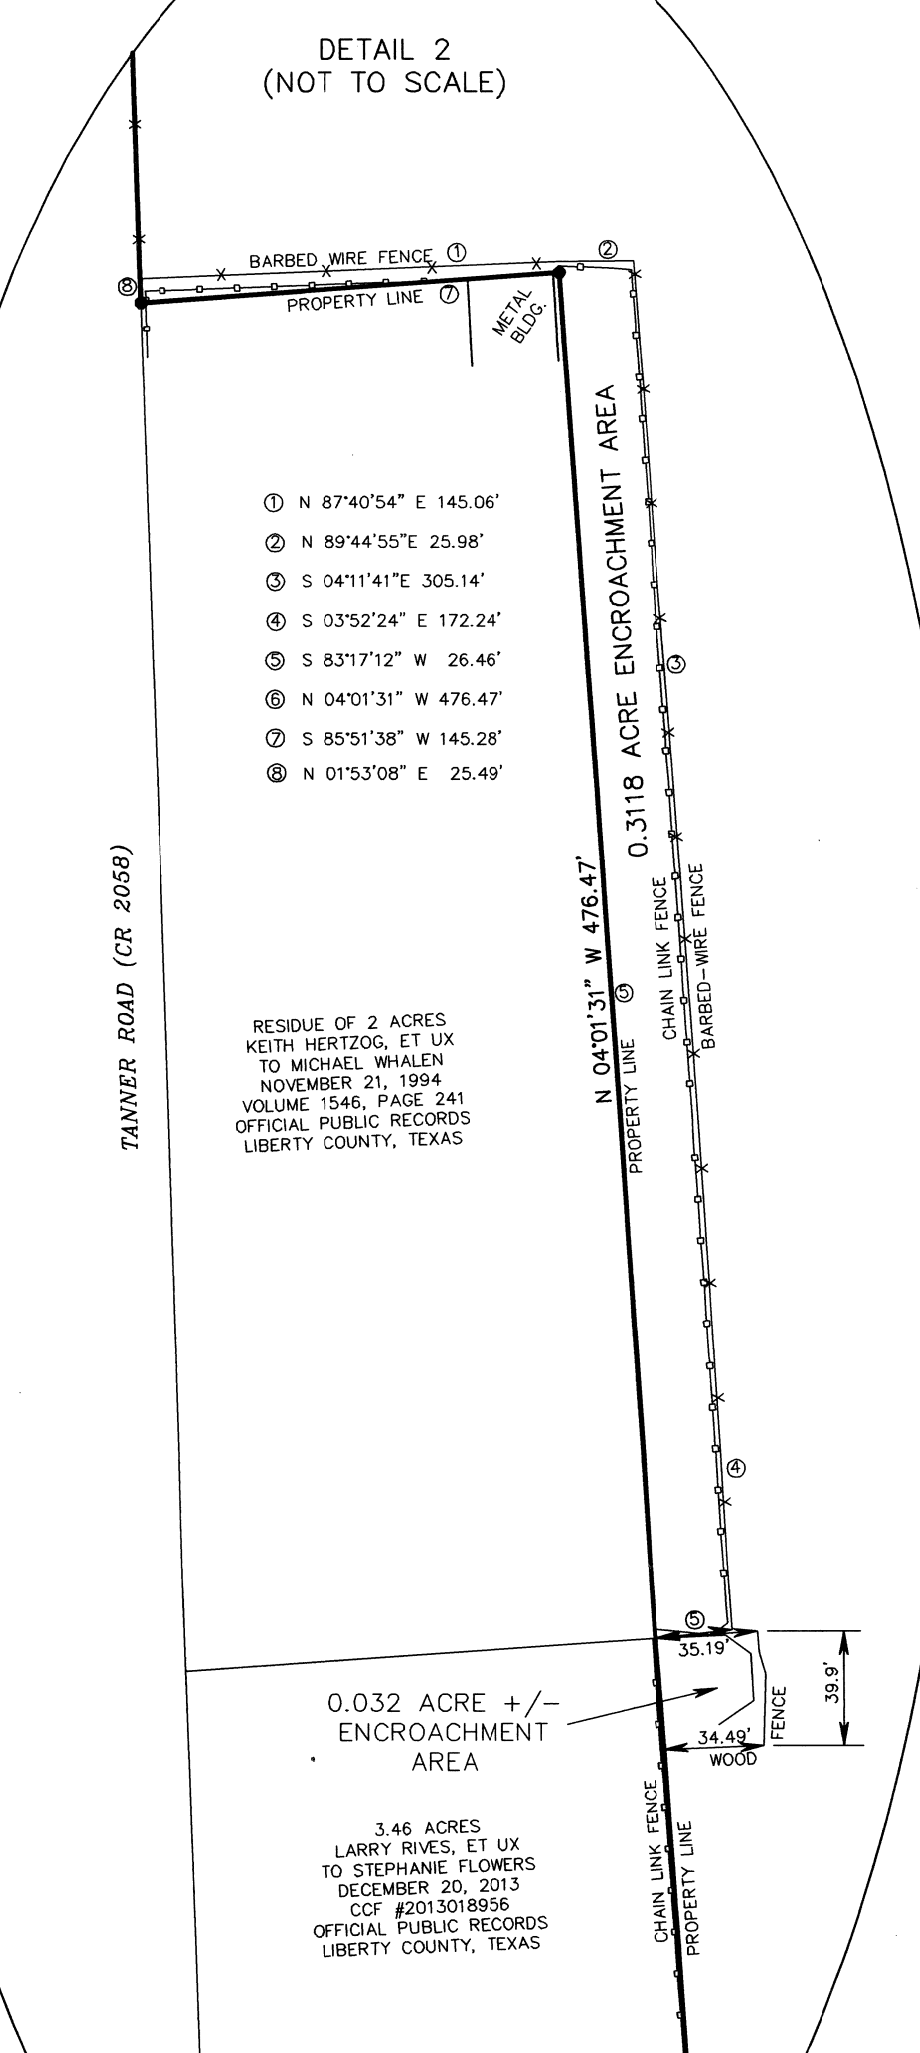 DETAIL 2
(NOT TO SCALE)
BARBED WIRE FENCE ①
②
⑧
PROPERTY LINE ⑦
METAL
BLDG.
① N 87°40'54" E 145.06'
② N 89°44'55"E 25.98'
③ S 04°11'41"E 305.14'
④ S 03°52'24" E 172.24'
⑤ S 83°17'12" W 26.46'
⑥ N 04°01'31" W 476.47'
⑦ S 85°51'38" W 145.28'
⑧ N 01°53'08" E 25.49'
0.3118 ACRE ENCROACHMENT AREA
③
TANNER ROAD (CR 2058)
N 04°01'31" W 476.47'
PROPERTY LINE
⑥
CHAIN LINK FENCE
BARBED-WIRE FENCE
RESIDUE OF 2 ACRES
KEITH HERTZOG, ET UX
TO MICHAEL WHALEN
NOVEMBER 21, 1994
VOLUME 1546, PAGE 241
OFFICIAL PUBLIC RECORDS
LIBERTY COUNTY, TEXAS
④
⑤
35.19'
39.9'
0.032 ACRE +/-
ENCROACHMENT
AREA
34.49'
WOOD
FENCE
3.46 ACRES
LARRY RIVES, ET UX
TO STEPHANIE FLOWERS
DECEMBER 20, 2013
CCF #2013018956
OFFICIAL PUBLIC RECORDS
LIBERTY COUNTY, TEXAS
CHAIN LINK FENCE
PROPERTY LINE